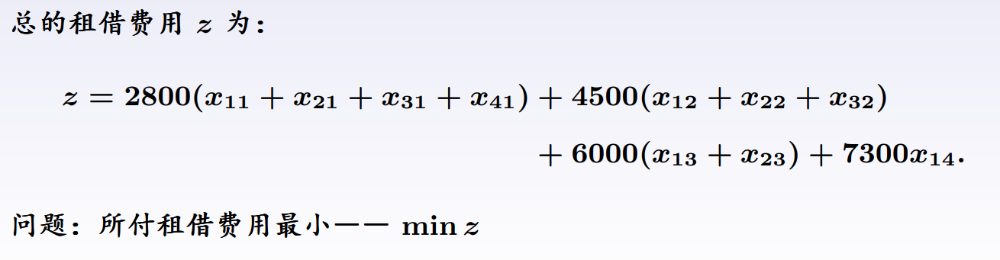 总的租借费用 z 为：
z = 2800(x₁₁ + x₂₁ + x₃₁ + x₄₁) + 4500(x₁₂ + x₂₂ + x₃₂)
+ 6000(x₁₃ + x₂₃) + 7300x₁₄.
问题：所付租借费用最小—— min z